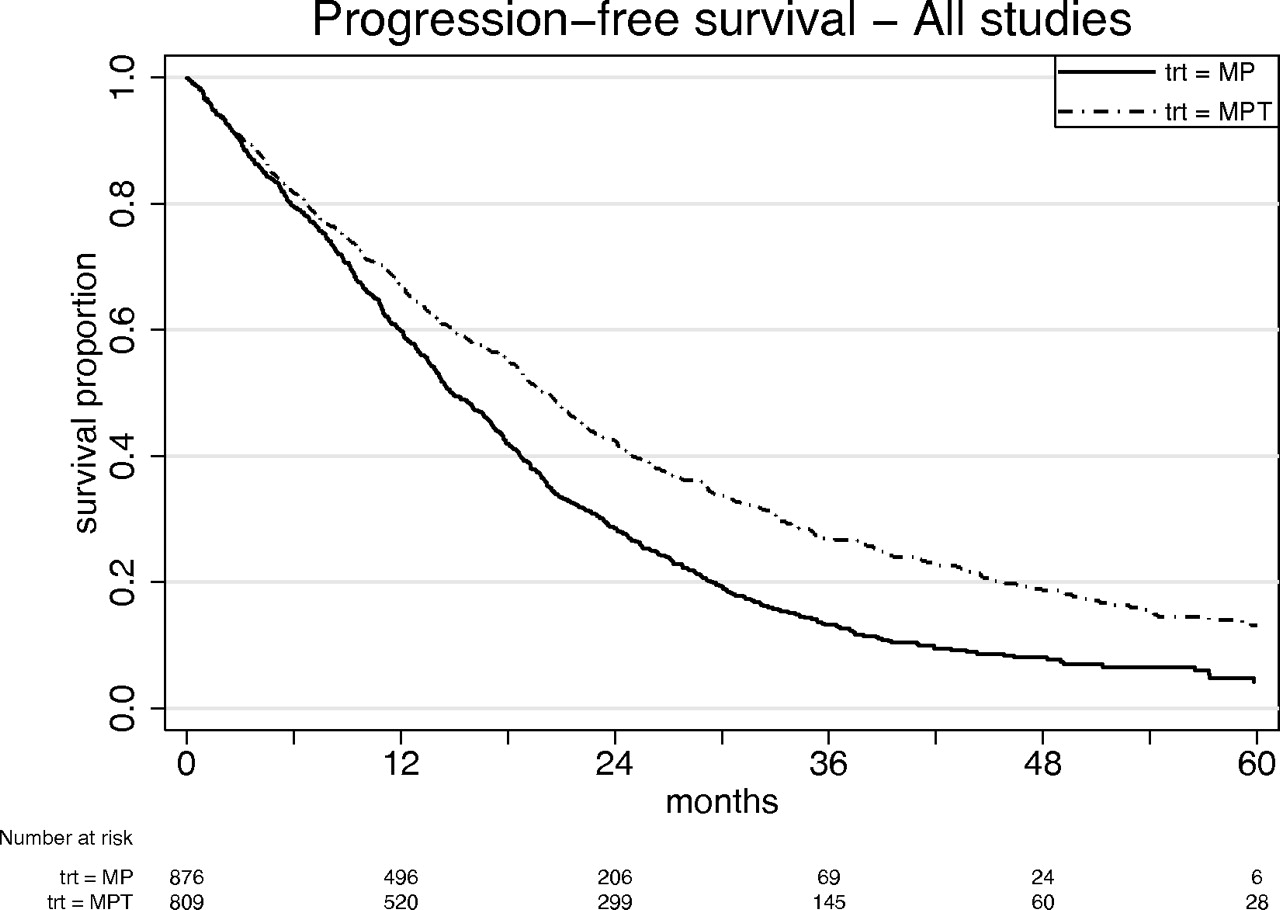 Progression−free survival − All studies
trt = MP
trt = MPT
survival proportion
1.0
0.8
0.6
0.4
0.2
0.0
0 12 24 36 48 60
months
Number at risk
trt = MP 876 496 206 69 24 6
trt = MPT 809 520 299 145 60 28